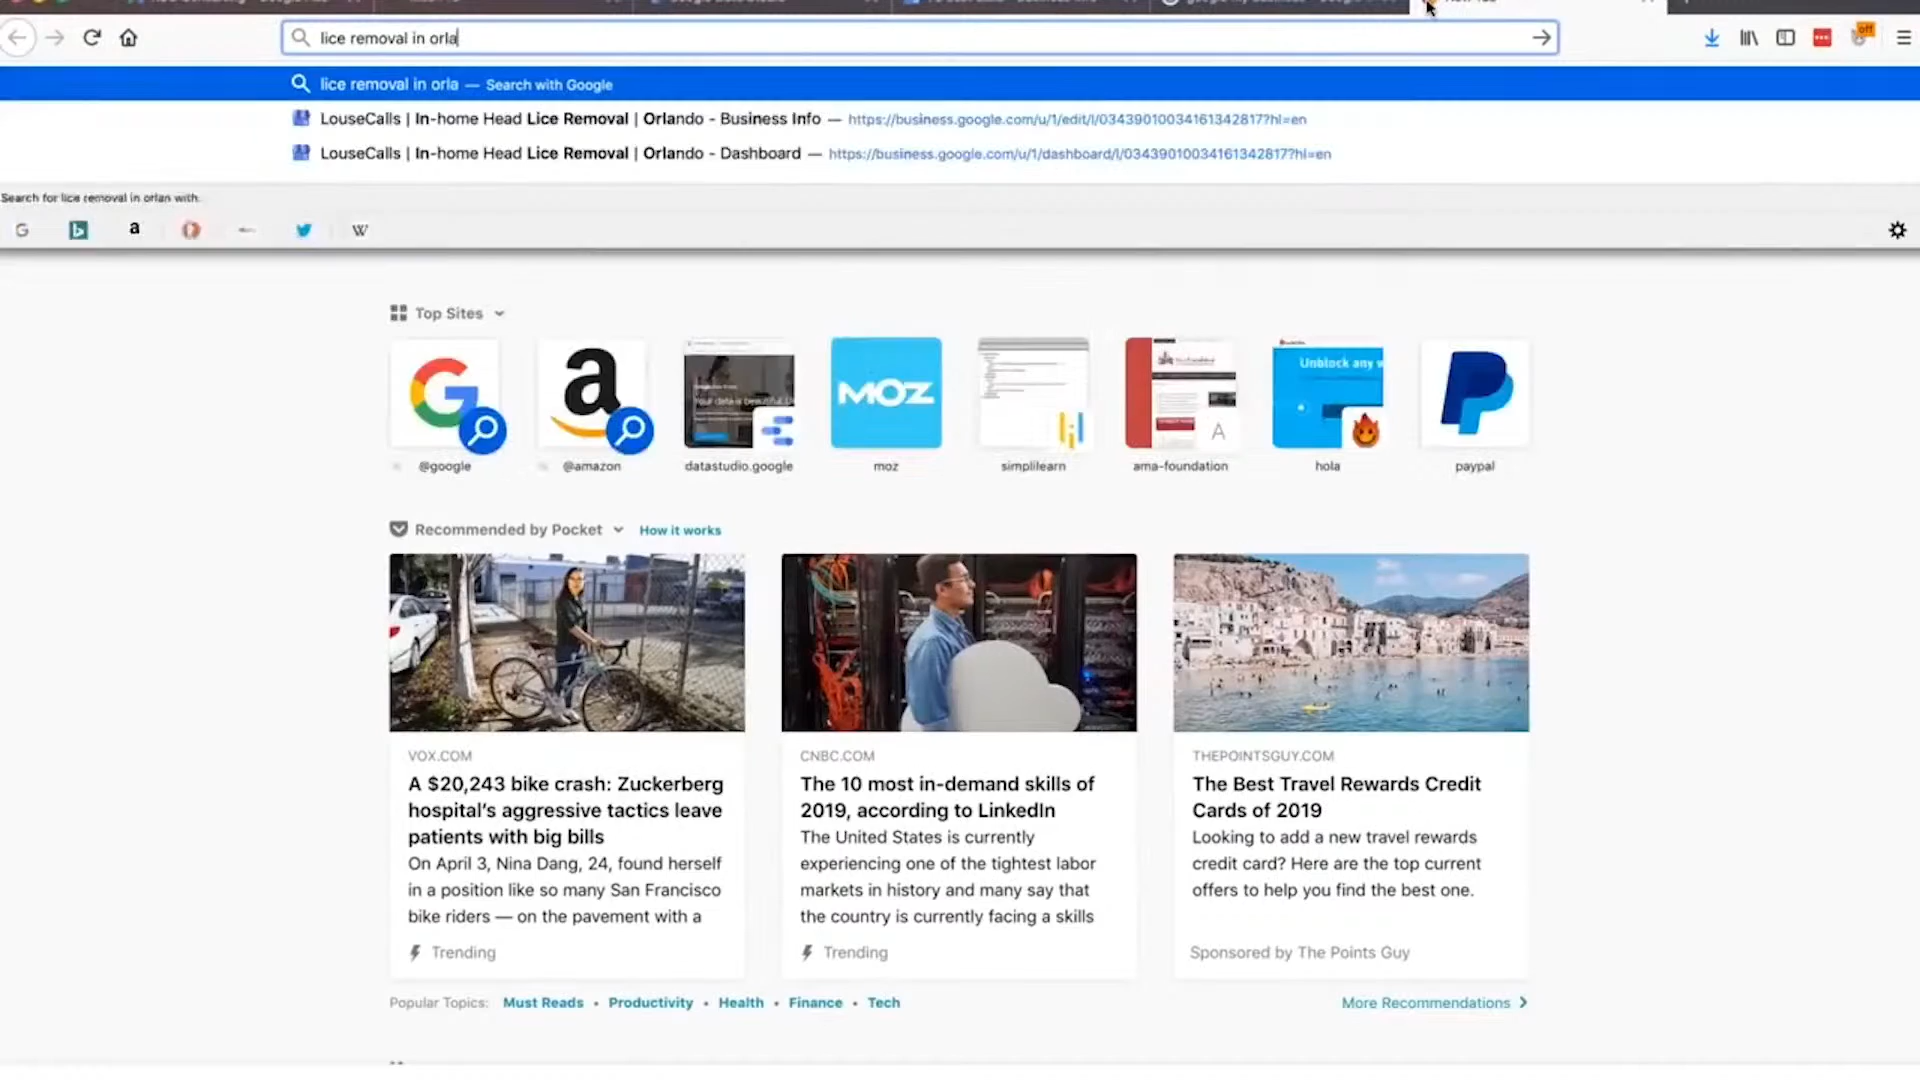 lice removal in orla
off
lice removal in orla — Search with Google
LouseCalls | In-home Head Lice Removal | Orlando - Business Info — https://business.google.com/u/1/edit/l/03439010034161342817?hl=en
LouseCalls | In-home Head Lice Removal | Orlando - Dashboard — https://business.google.com/u/1/dashboard/l/03439010034161342817?hl=en
Search for lice removal in orlan with:
G b a W
Top Sites
G a MOZ Unblock any w
Your data is beautiful A
@google @amazon datastudio.google moz simplilearn ama-foundation hola paypal
Recommended by Pocket How it works
VOX.COM
A $20,243 bike crash: Zuckerberg
hospital's aggressive tactics leave
patients with big bills
On April 3, Nina Dang, 24, found herself
in a position like so many San Francisco
bike riders — on the pavement with a
Trending
CNBC.COM
The 10 most in-demand skills of
2019, according to LinkedIn
The United States is currently
experiencing one of the tightest labor
markets in history and many say that
the country is currently facing a skills
Trending
THEPOINTSGUY.COM
The Best Travel Rewards Credit
Cards of 2019
Looking to add a new travel rewards
credit card? Here are the top current
offers to help you find the best one.
Sponsored by The Points Guy
Popular Topics: Must Reads • Productivity • Health • Finance • Tech
More Recommendations